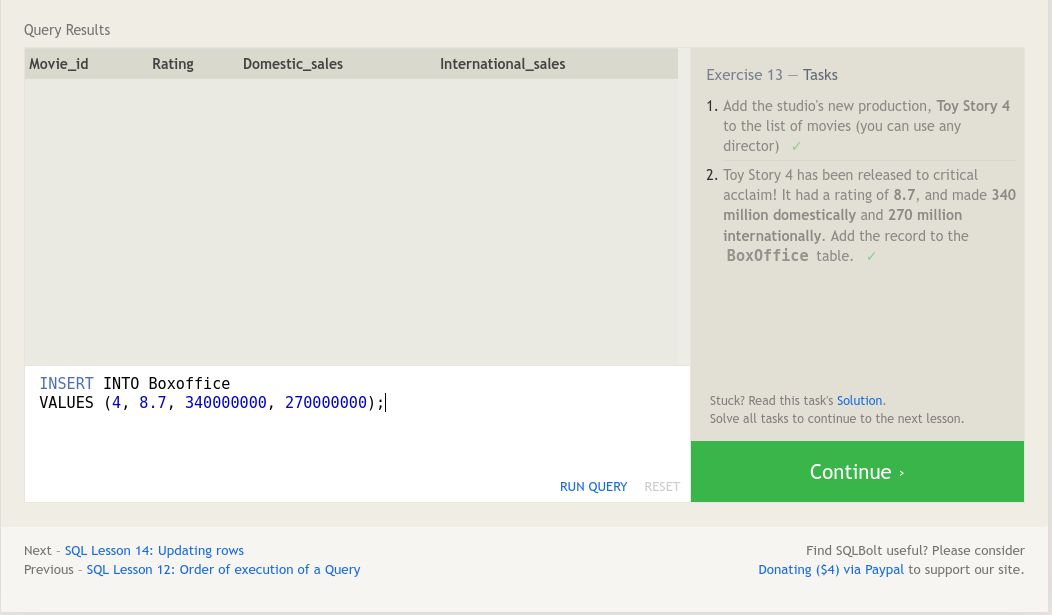 Query Results
Movie_id Rating Domestic_sales International_sales
INSERT INTO Boxoffice
VALUES (4, 8.7, 340000000, 270000000);
RUN QUERY RESET
Exercise 13 — Tasks
1. Add the studio's new production, Toy Story 4
to the list of movies (you can use any
director) ✓
2. Toy Story 4 has been released to critical
acclaim! It had a rating of 8.7, and made 340
million domestically and 270 million
internationally. Add the record to the
BoxOffice table. ✓
Stuck? Read this task's Solution.
Solve all tasks to continue to the next lesson.
Continue ›
Next - SQL Lesson 14: Updating rows
Previous - SQL Lesson 12: Order of execution of a Query
Find SQLBolt useful? Please consider
Donating ($4) via Paypal to support our site.